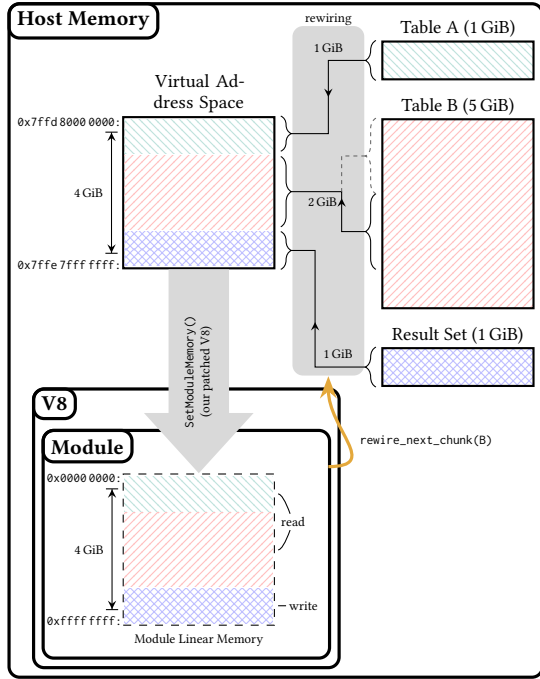 Host Memory
rewiring
Table A (1 GiB)
1 GiB
Virtual Ad-
dress Space
Table B (5 GiB)
0x7ffd 8000 0000:
4 GiB
2 GiB
0x7ffe 7fff ffff:
Result Set (1 GiB)
1 GiB
SetModuleMemory()
(our patched V8)
V8
rewire_next_chunk(B)
Module
0x0000 0000:
read
4 GiB
write
0xffff ffff:
Module Linear Memory